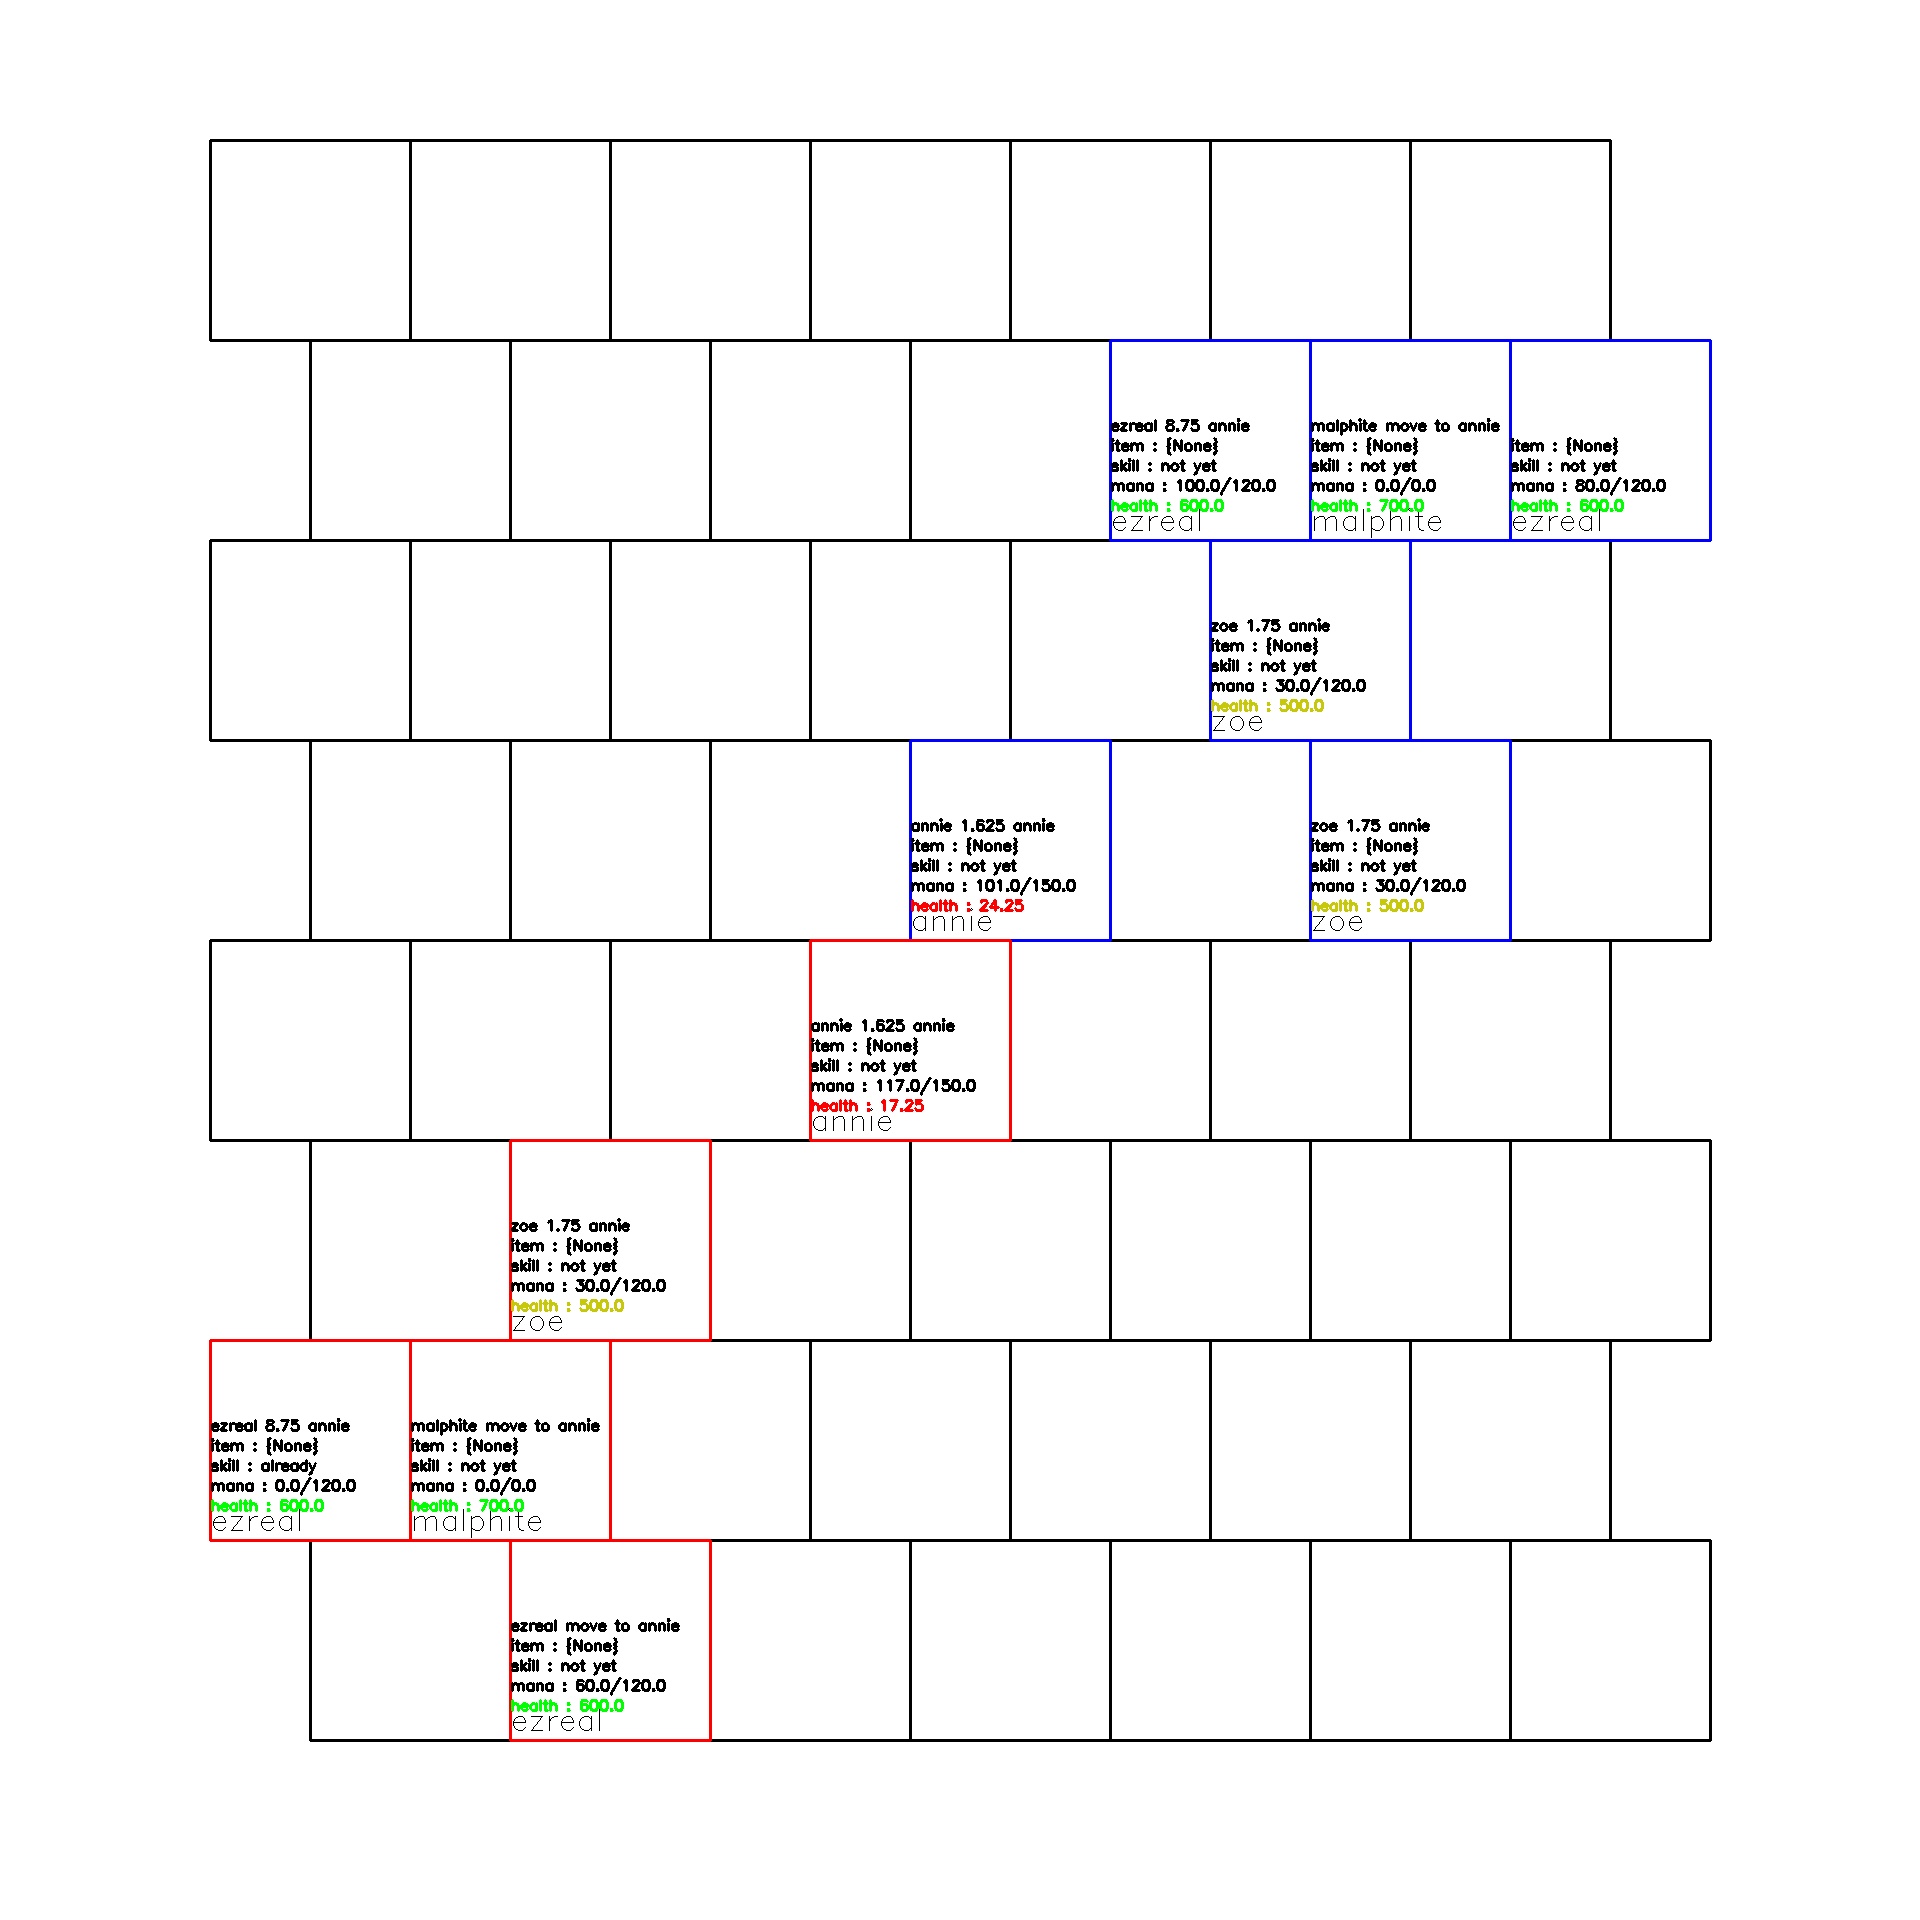 ezreal 8.75 annie
item : {None}
skill : not yet
mana : 100.0/120.0
health : 600.0
ezreal
malphite move to annie
item : {None}
skill : not yet
mana : 0.0/0.0
health : 700.0
malphite
item : {None}
skill : not yet
mana : 80.0/120.0
health : 600.0
ezreal
zoe 1.75 annie
item : {None}
skill : not yet
mana : 30.0/120.0
health : 500.0
zoe
annie 1.625 annie
item : {None}
skill : not yet
mana : 101.0/150.0
health : 24.25
annie
zoe 1.75 annie
item : {None}
skill : not yet
mana : 30.0/120.0
health : 500.0
zoe
annie 1.625 annie
item : {None}
skill : not yet
mana : 117.0/150.0
health : 17.25
annie
zoe 1.75 annie
item : {None}
skill : not yet
mana : 30.0/120.0
health : 500.0
zoe
ezreal 8.75 annie
item : {None}
skill : already
mana : 0.0/120.0
health : 600.0
ezreal
malphite move to annie
item : {None}
skill : not yet
mana : 0.0/0.0
health : 700.0
malphite
ezreal move to annie
item : {None}
skill : not yet
mana : 60.0/120.0
health : 600.0
ezreal